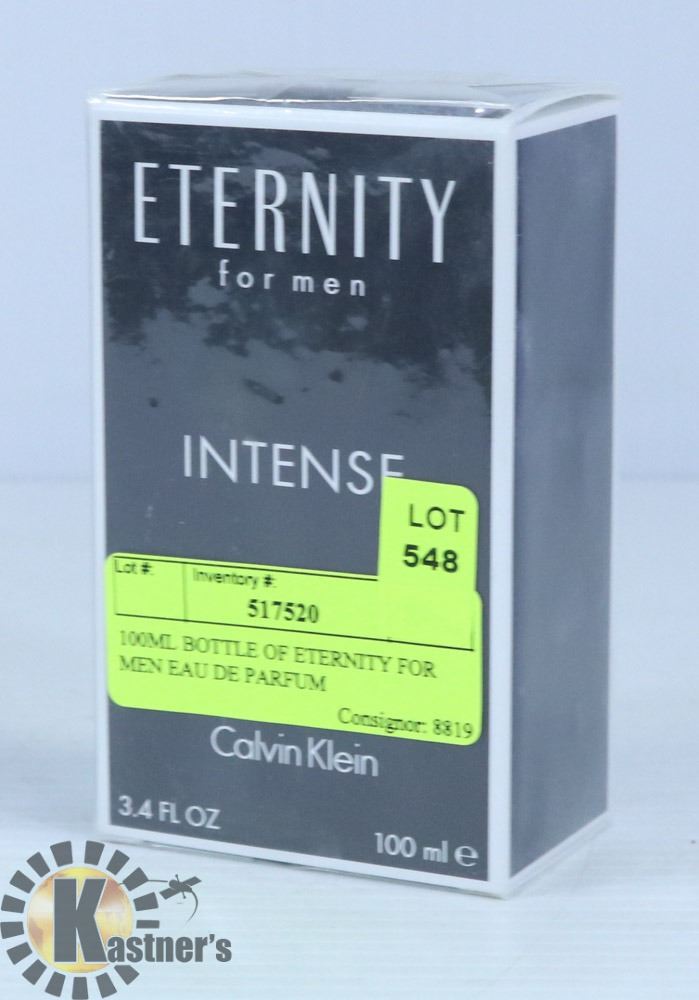 ETERNITY
for men
INTENSE
LOT
548
Lot #:
Inventory #:
517520
100ML BOTTLE OF ETERNITY FOR
MEN EAU DE PARFUM
Consignor: 8819
Calvin Klein
3.4 FL OZ
100 ml e
Kastner's